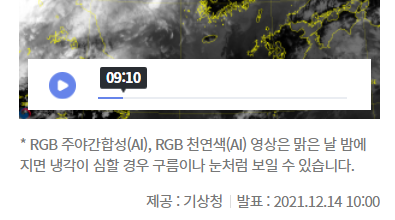 09:10
* RGB 주야간합성(AI), RGB 천연색(AI) 영상은 맑은 날 밤에
지면 냉각이 심할 경우 구름이나 눈처럼 보일 수 있습니다.
제공 : 기상청 | 발표 : 2021.12.14 10:00